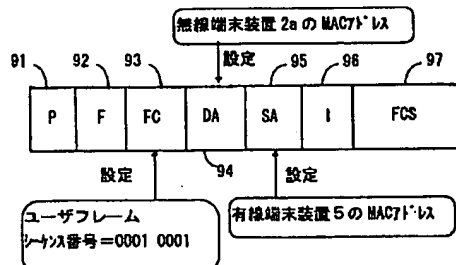 無線端末装置2aのMACアドレス
91 92 93 設定 95 96 97
P F FC DA SA I FCS
設定 94 設定
ユーザフレーム
シーケンス番号=0001 0001
有線端末装置5のMACアドレス